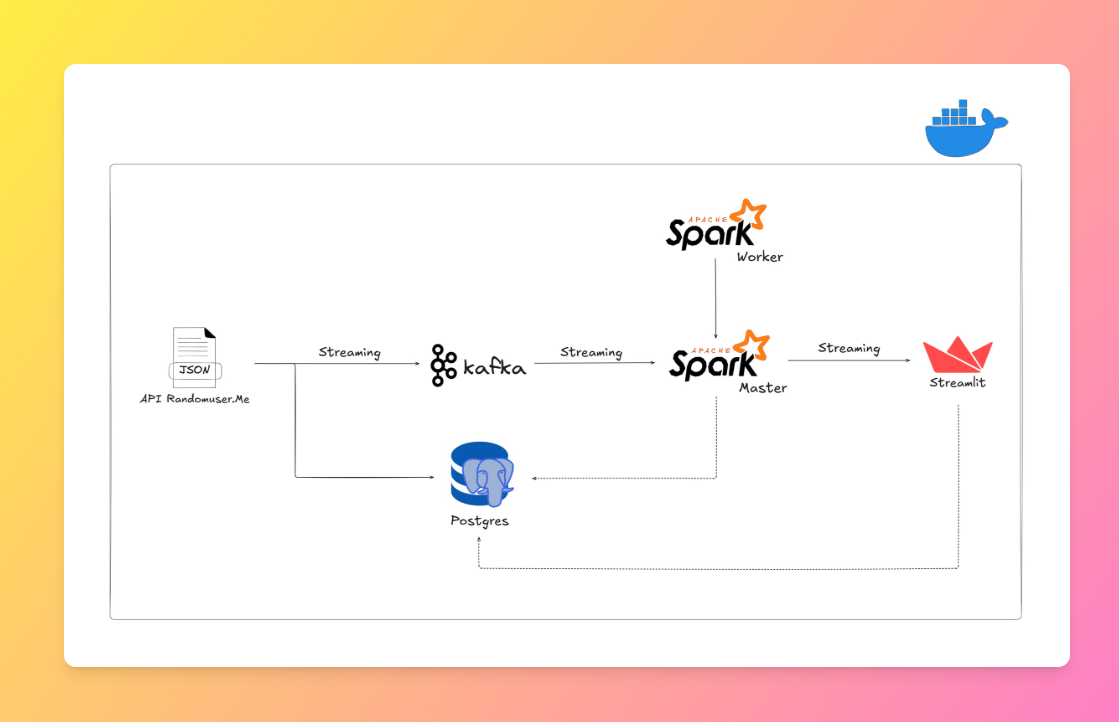 APACHE
Spark
Worker
Streaming
Streaming
Streaming
JSON
API Randomuser.Me
kafka
APACHE
Spark
Master
Streamlit
Postgres